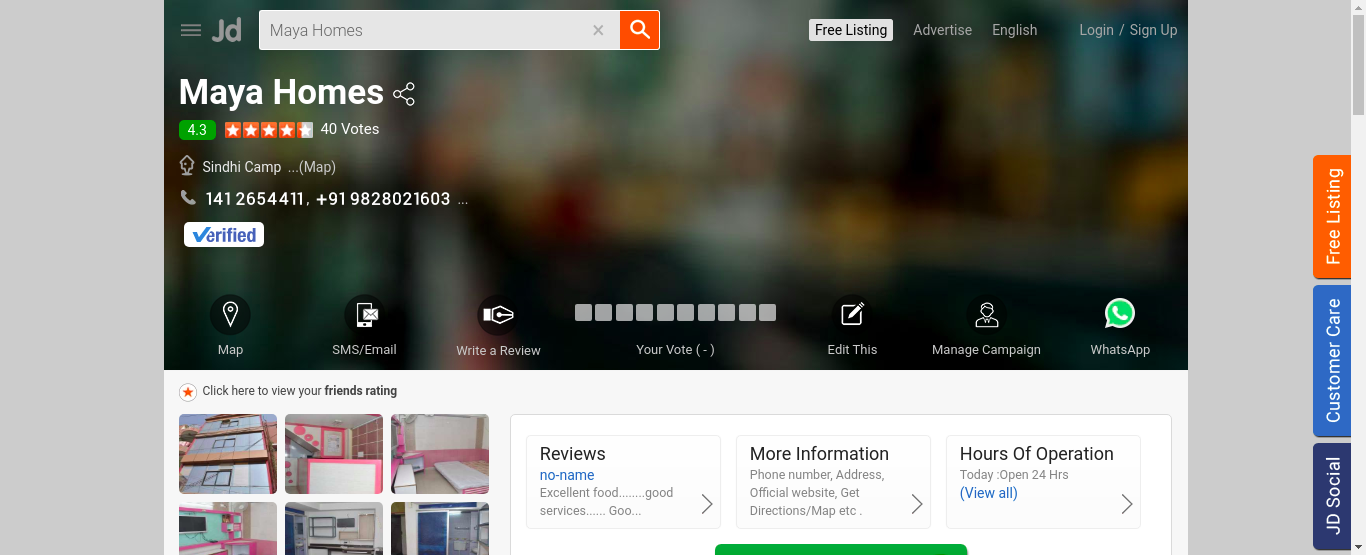 Jd
Maya Homes
Free Listing
Advertise
English
Login / Sign Up
Maya Homes
4.3 40 Votes
Sindhi Camp ...(Map)
141 2654411, +91 9828021603 ...
Verified
Map
SMS/Email
Write a Review
Your Vote ( - )
Edit This
Manage Campaign
WhatsApp
Click here to view your friends rating
Reviews
no-name
Excellent food........good
services...... Goo...
More Information
Phone number, Address,
Official website, Get
Directions/Map etc .
Hours Of Operation
Today :Open 24 Hrs
(View all)
Free Listing
Customer Care
JD Social